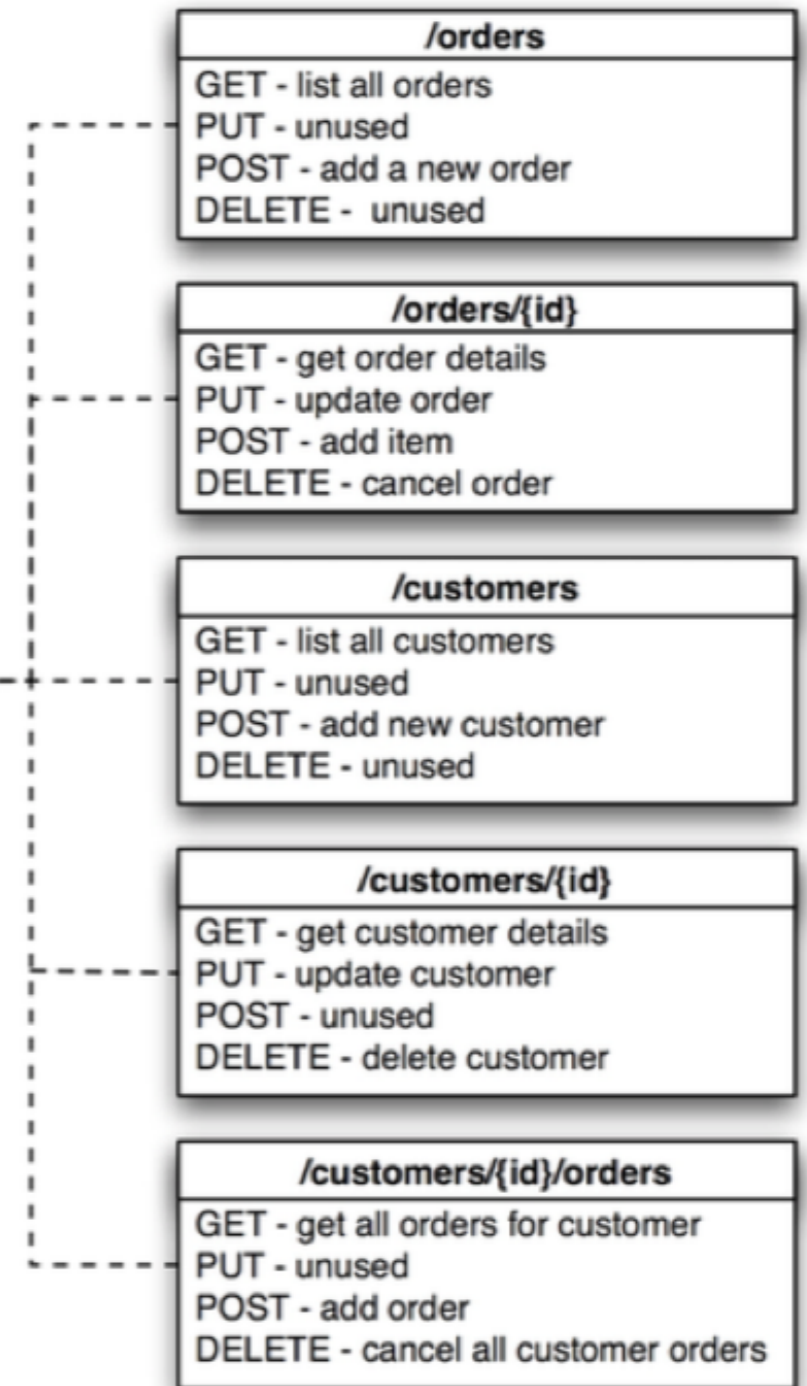 /orders
GET - list all orders
PUT - unused
POST - add a new order
DELETE -  unused
/orders/{id}
GET - get order details
PUT - update order
POST - add item
DELETE - cancel order
/customers
GET - list all customers
PUT - unused
POST - add new customer
DELETE - unused
/customers/{id}
GET - get customer details
PUT - update customer
POST - unused
DELETE - delete customer
/customers/{id}/orders
GET - get all orders for customer
PUT - unused
POST - add order
DELETE - cancel all customer orders